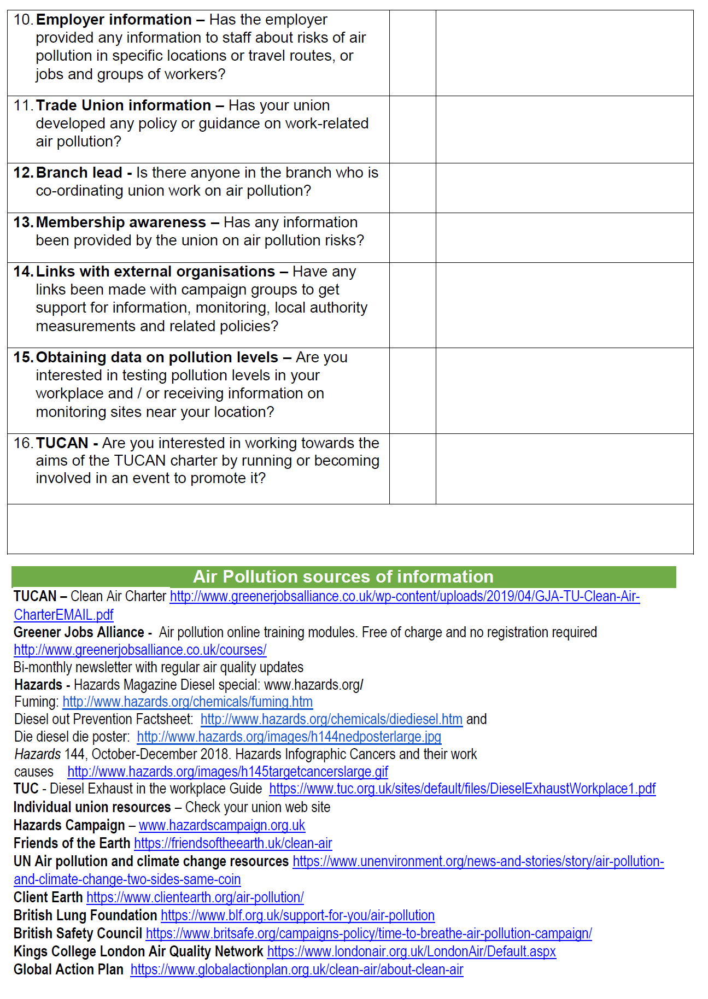 10. Employer information – Has the employer
provided any information to staff about risks of air
pollution in specific locations or travel routes, or
jobs and groups of workers?
11. Trade Union information – Has your union
developed any policy or guidance on work-related
air pollution?
12. Branch lead - Is there anyone in the branch who is
co-ordinating union work on air pollution?
13. Membership awareness – Has any information
been provided by the union on air pollution risks?
14. Links with external organisations – Have any
links been made with campaign groups to get
support for information, monitoring, local authority
measurements and related policies?
15. Obtaining data on pollution levels – Are you
interested in testing pollution levels in your
workplace and / or receiving information on
monitoring sites near your location?
16. TUCAN - Are you interested in working towards the
aims of the TUCAN charter by running or becoming
involved in an event to promote it?
Air Pollution sources of information
TUCAN – Clean Air Charter http://www.greenerjobsalliance.co.uk/wp-content/uploads/2019/04/GJA-TU-Clean-Air-
CharterEMAIL.pdf
Greener Jobs Alliance - Air pollution online training modules. Free of charge and no registration required
http://www.greenerjobsalliance.co.uk/courses/
Bi-monthly newsletter with regular air quality updates
Hazards - Hazards Magazine Diesel special: www.hazards.org/
Fuming: http://www.hazards.org/chemicals/fuming.htm
Diesel out Prevention Factsheet: http://www.hazards.org/chemicals/diediesel.htm and
Die diesel die poster: http://www.hazards.org/images/h144nedposterlarge.jpg
Hazards 144, October-December 2018. Hazards Infographic Cancers and their work
causes http://www.hazards.org/images/h145targetcancerslarge.gif
TUC - Diesel Exhaust in the workplace Guide https://www.tuc.org.uk/sites/default/files/DieselExhaustWorkplace1.pdf
Individual union resources – Check your union web site
Hazards Campaign – www.hazardscampaign.org.uk
Friends of the Earth https://friendsoftheearth.uk/clean-air
UN Air pollution and climate change resources https://www.unenvironment.org/news-and-stories/story/air-pollution-
and-climate-change-two-sides-same-coin
Client Earth https://www.clientearth.org/air-pollution/
British Lung Foundation https://www.blf.org.uk/support-for-you/air-pollution
British Safety Council https://www.britsafe.org/campaigns-policy/time-to-breathe-air-pollution-campaign/
Kings College London Air Quality Network https://www.londonair.org.uk/LondonAir/Default.aspx
Global Action Plan https://www.globalactionplan.org.uk/clean-air/about-clean-air